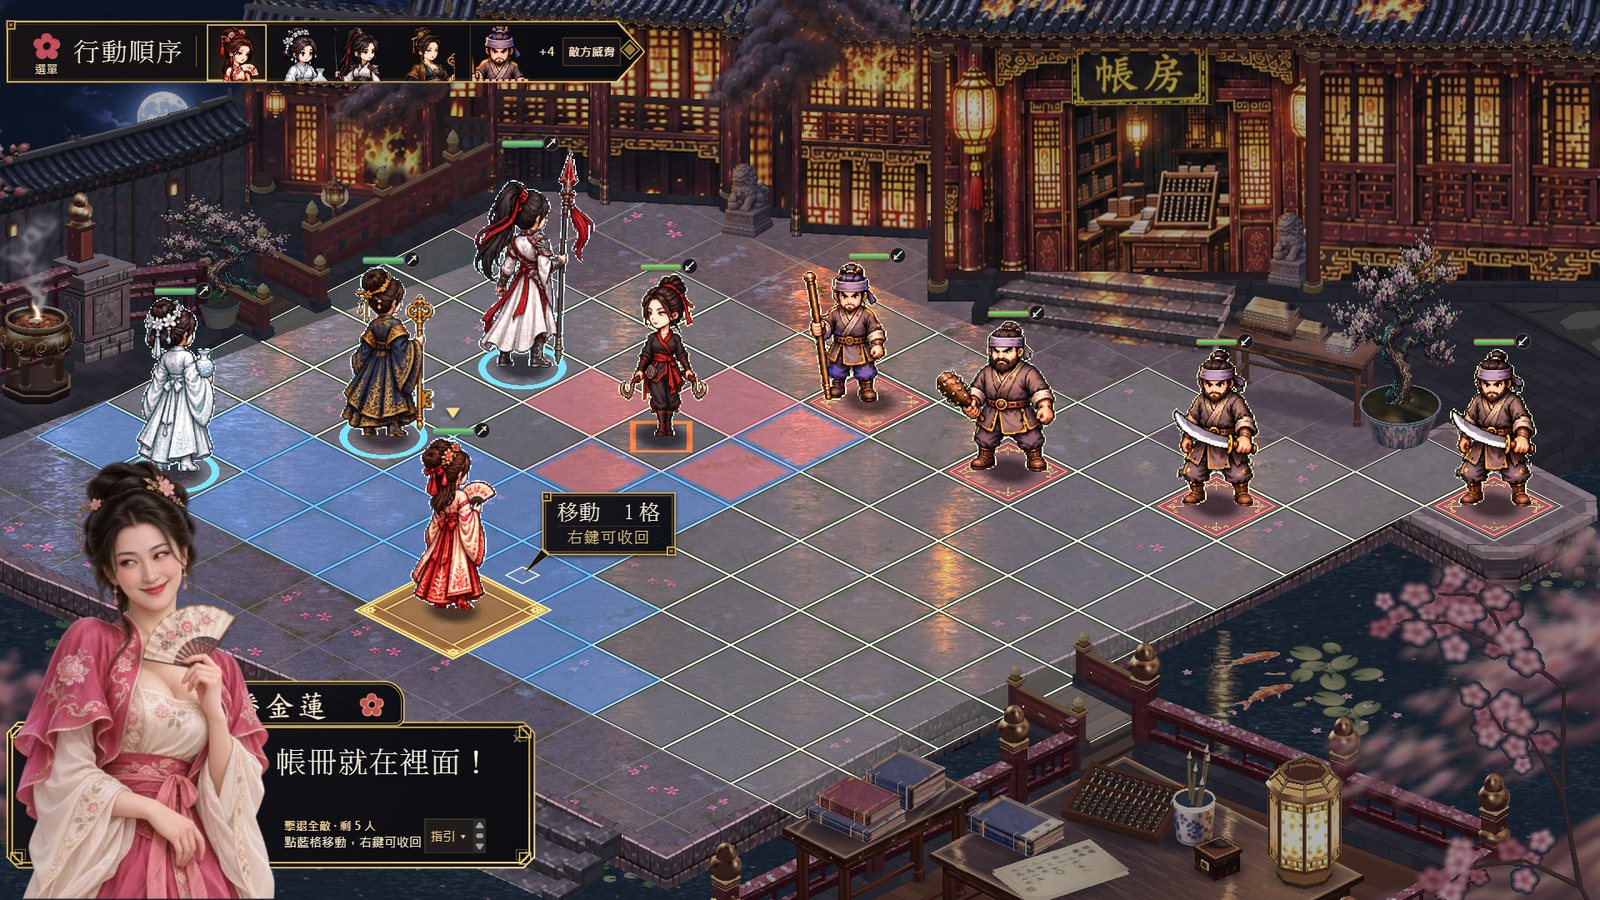 選單
行動順序
+4
敵方威脅
帳房
移動 1格
右鍵可收回
金蓮
帳冊就在裡面！
擊退全敵·剩5人
點藍格移動，右鍵可收回
指引